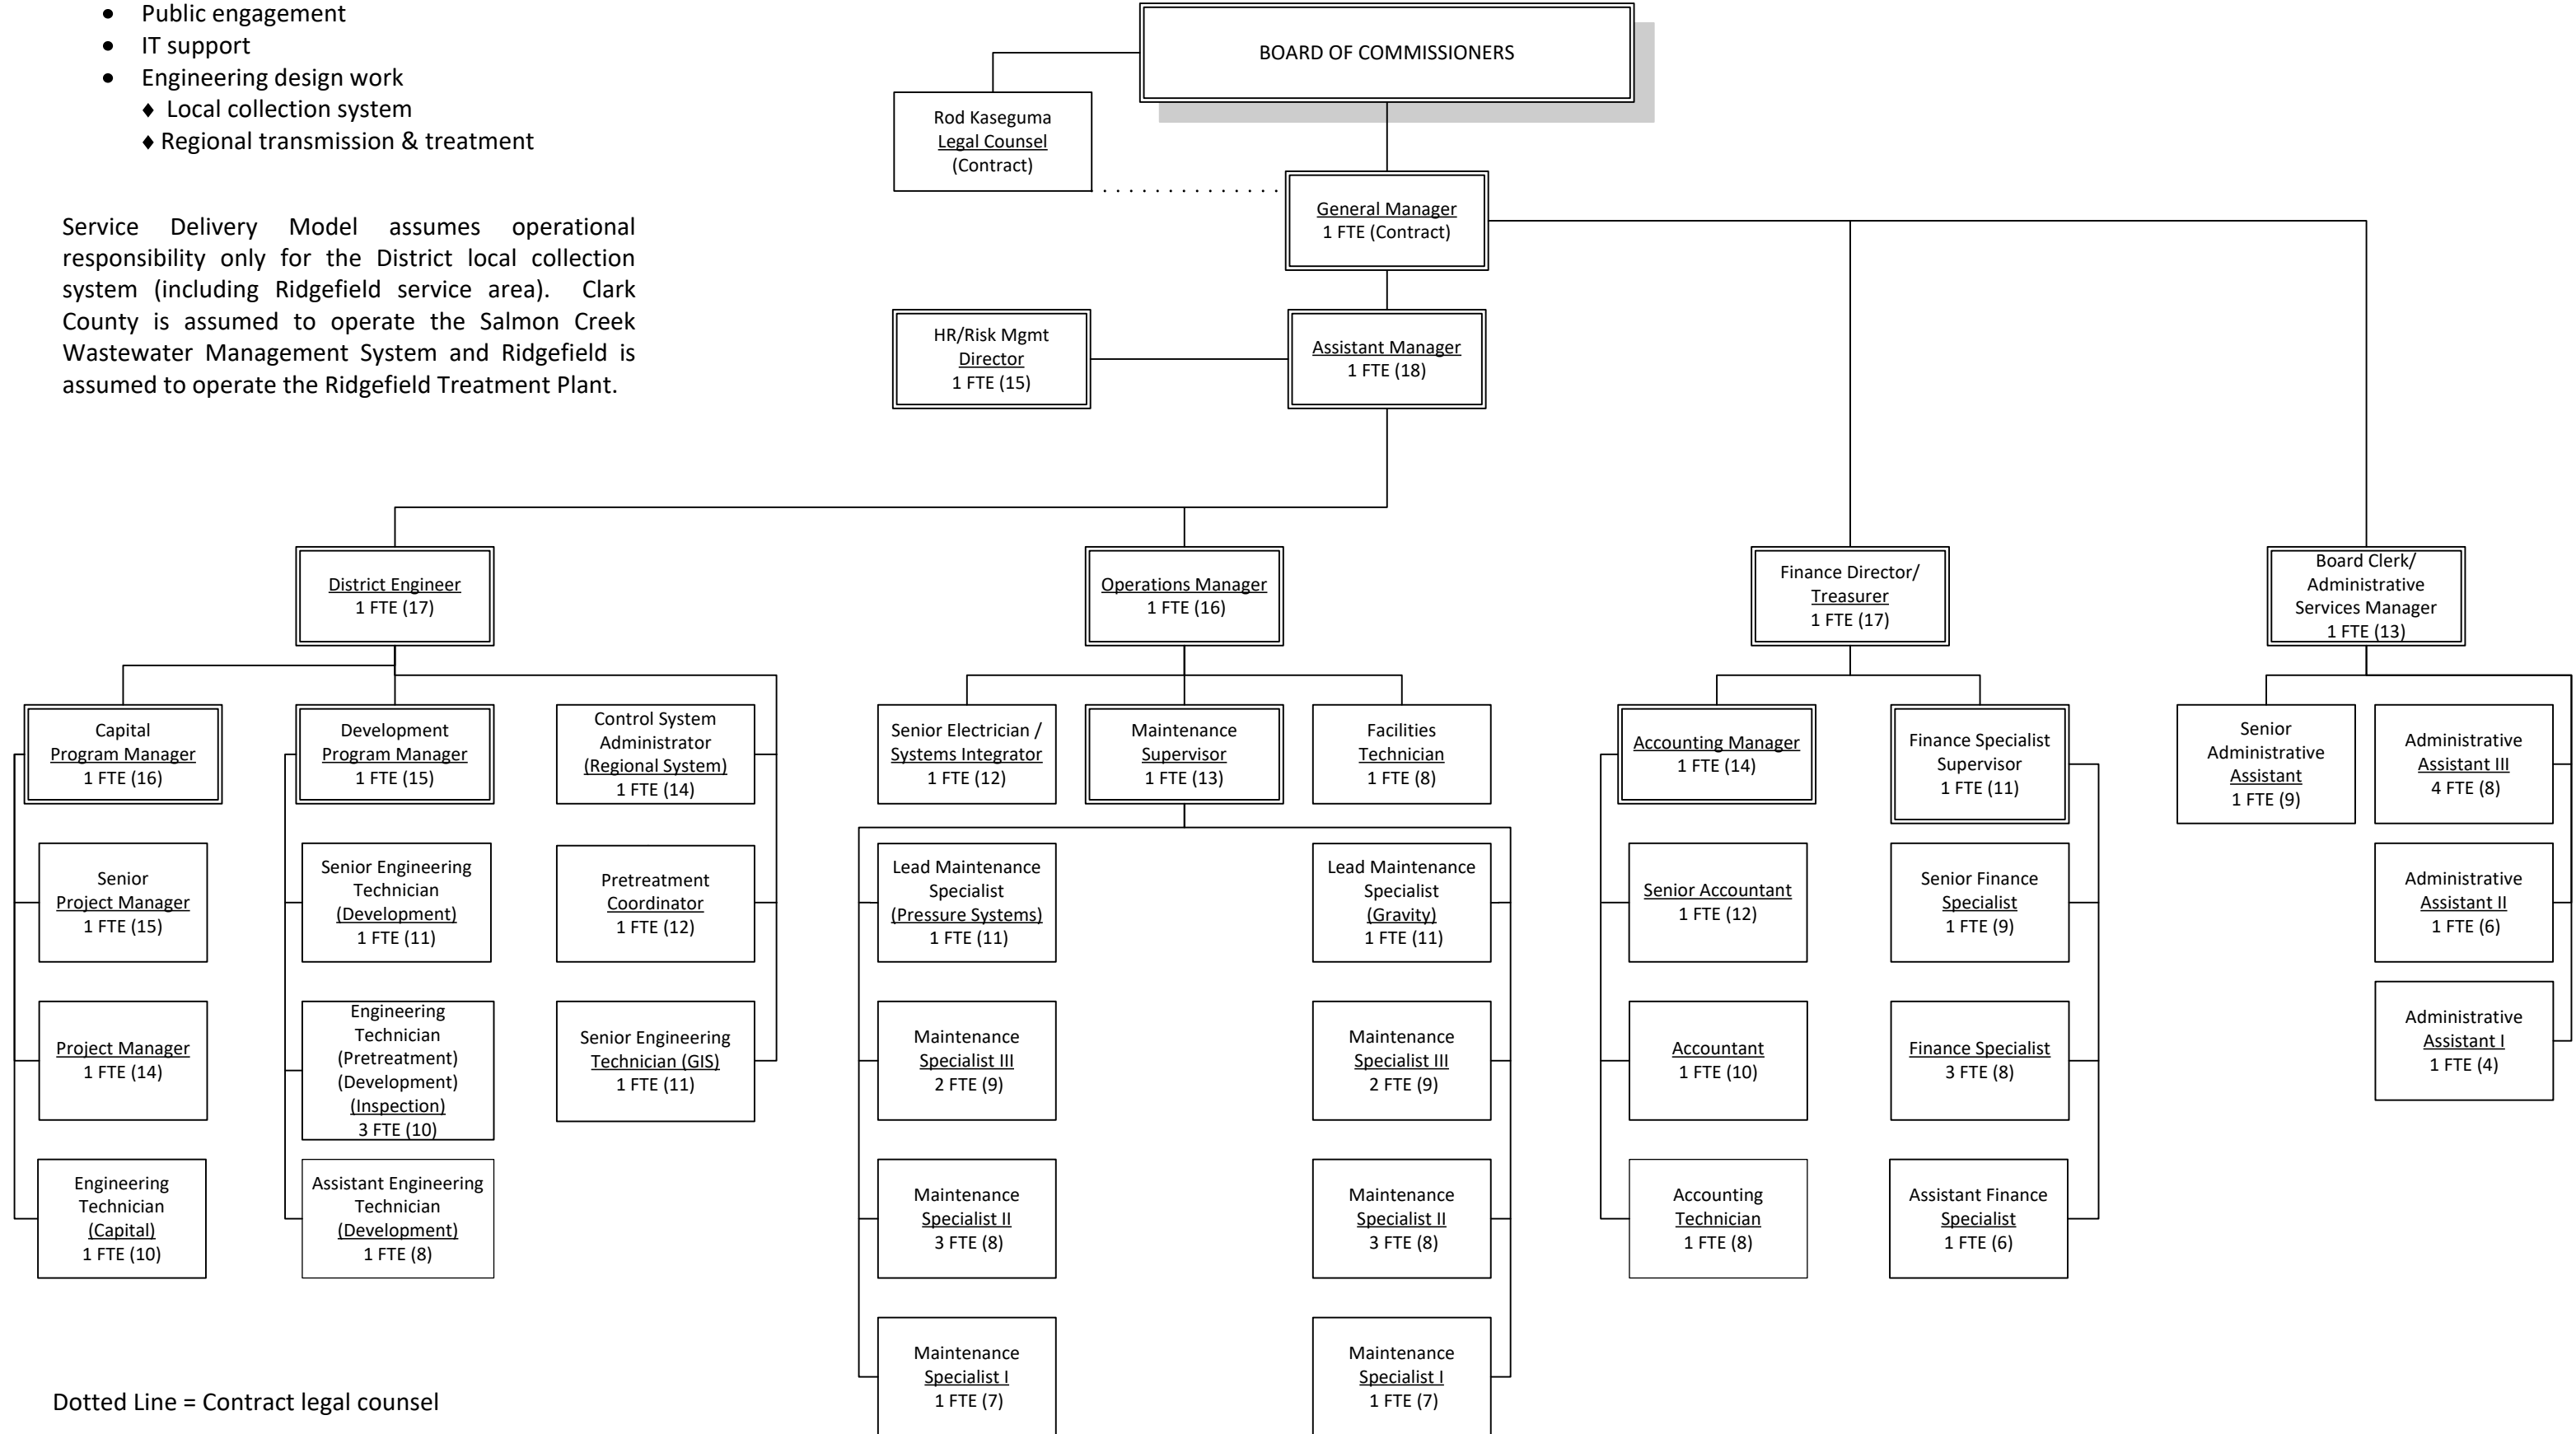 • Public engagement
• IT support
• Engineering design work
♦ Local collection system
♦ Regional transmission & treatment
Service Delivery Model assumes operational
responsibility only for the District local collection
system (including Ridgefield service area). Clark
County is assumed to operate the Salmon Creek
Wastewater Management System and Ridgefield is
assumed to operate the Ridgefield Treatment Plant.
BOARD OF COMMISSIONERS
Rod Kaseguma
Legal Counsel
(Contract)
General Manager
1 FTE (Contract)
HR/Risk Mgmt
Director
1 FTE (15)
Assistant Manager
1 FTE (18)
District Engineer
1 FTE (17)
Operations Manager
1 FTE (16)
Finance Director/
Treasurer
1 FTE (17)
Board Clerk/
Administrative
Services Manager
1 FTE (13)
Capital
Program Manager
1 FTE (16)
Senior
Project Manager
1 FTE (15)
Project Manager
1 FTE (14)
Engineering
Technician
(Capital)
1 FTE (10)
Development
Program Manager
1 FTE (15)
Senior Engineering
Technician
(Development)
1 FTE (11)
Engineering
Technician
(Pretreatment)
(Development)
(Inspection)
3 FTE (10)
Assistant Engineering
Technician
(Development)
1 FTE (8)
Control System
Administrator
(Regional System)
1 FTE (14)
Pretreatment
Coordinator
1 FTE (12)
Senior Engineering
Technician (GIS)
1 FTE (11)
Senior Electrician /
Systems Integrator
1 FTE (12)
Maintenance
Supervisor
1 FTE (13)
Facilities
Technician
1 FTE (8)
Lead Maintenance
Specialist
(Pressure Systems)
1 FTE (11)
Maintenance
Specialist III
2 FTE (9)
Maintenance
Specialist II
3 FTE (8)
Maintenance
Specialist I
1 FTE (7)
Lead Maintenance
Specialist
(Gravity)
1 FTE (11)
Maintenance
Specialist III
2 FTE (9)
Maintenance
Specialist II
3 FTE (8)
Maintenance
Specialist I
1 FTE (7)
Accounting Manager
1 FTE (14)
Senior Accountant
1 FTE (12)
Accountant
1 FTE (10)
Accounting
Technician
1 FTE (8)
Finance Specialist
Supervisor
1 FTE (11)
Senior Finance
Specialist
1 FTE (9)
Finance Specialist
3 FTE (8)
Assistant Finance
Specialist
1 FTE (6)
Senior
Administrative
Assistant
1 FTE (9)
Administrative
Assistant III
4 FTE (8)
Administrative
Assistant II
1 FTE (6)
Administrative
Assistant I
1 FTE (4)
Dotted Line = Contract legal counsel